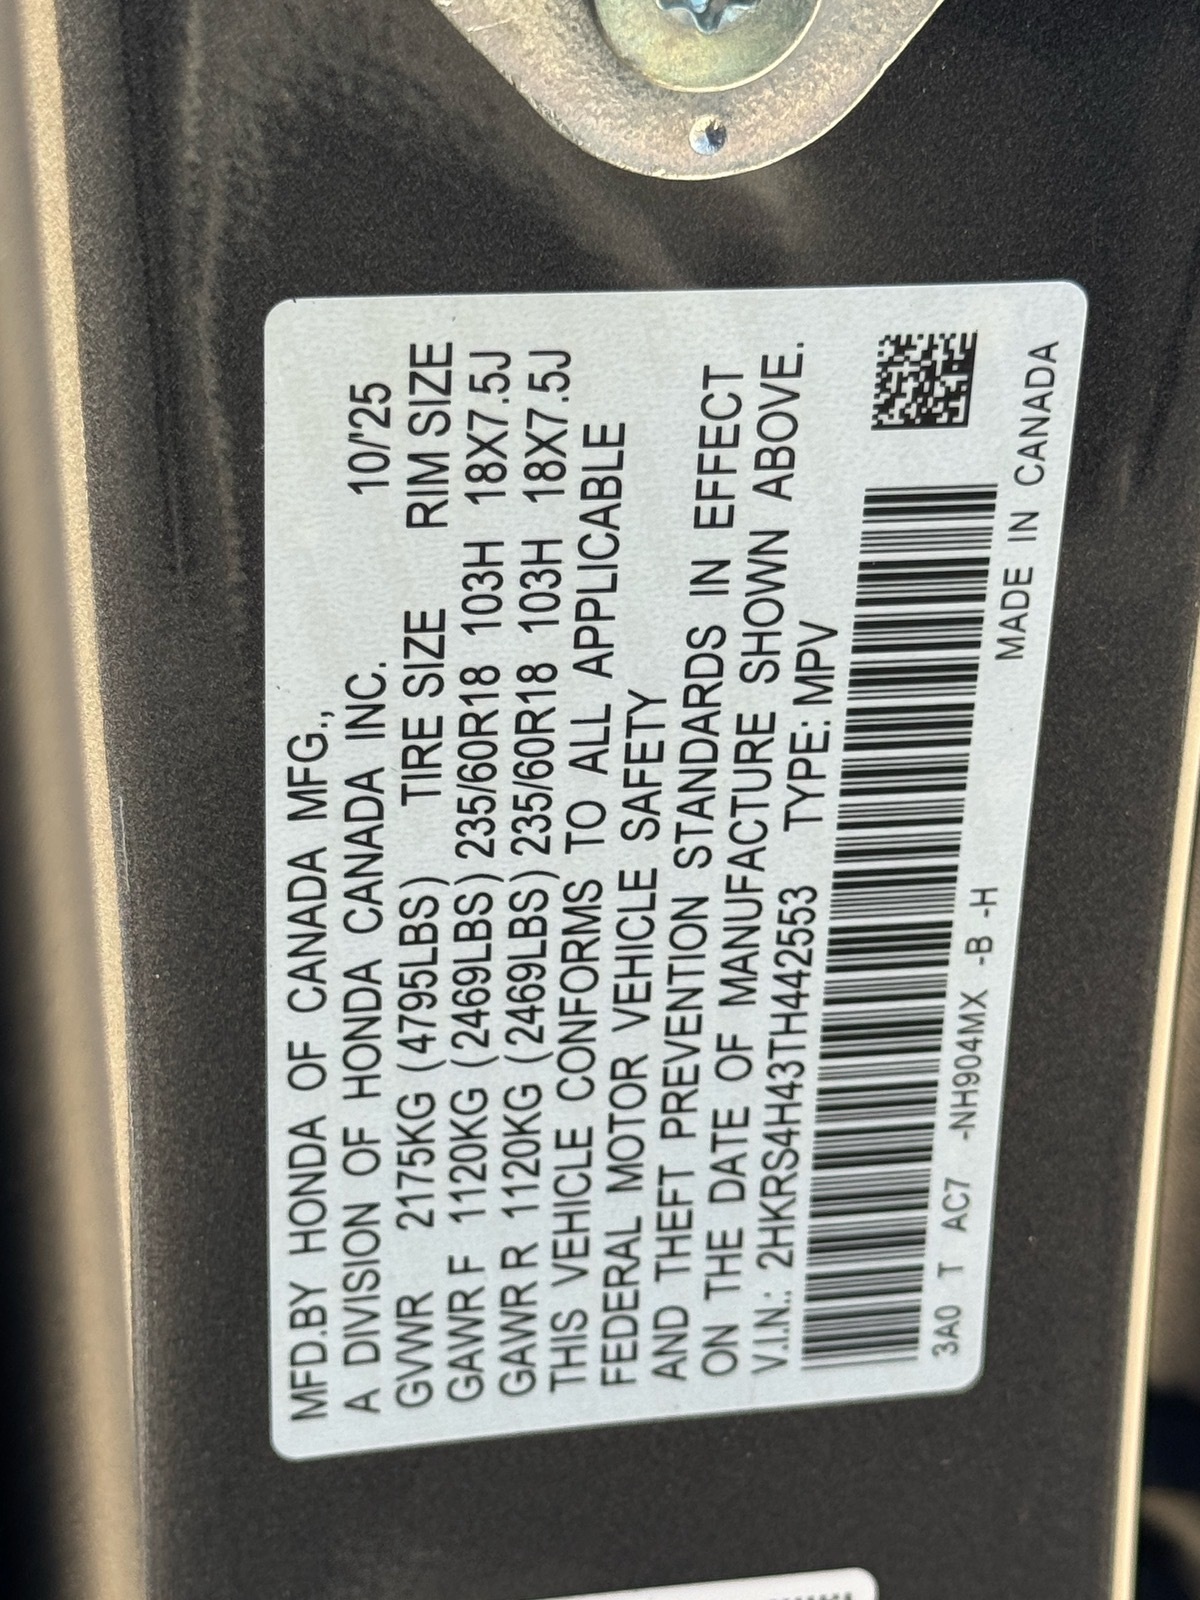 MFD.BY HONDA OF CANADA MFG.,
A DIVISION OF HONDA CANADA INC. 10/'25
GVWR 2175KG (4795LBS) TIRE SIZE RIM SIZE
GAWR F 1120KG (2469LBS) 235/60R18 103H 18X7.5J
GAWR R 1120KG (2469LBS) 235/60R18 103H 18X7.5J
THIS VEHICLE CONFORMS TO ALL APPLICABLE
FEDERAL MOTOR VEHICLE SAFETY
AND THEFT PREVENTION STANDARDS IN EFFECT
ON THE DATE OF MANUFACTURE SHOWN ABOVE.
V.I.N.: 2HKRS4H43TH442553 TYPE: MPV
3A0 T AC7 -NH904MX -B -H
MADE IN CANADA